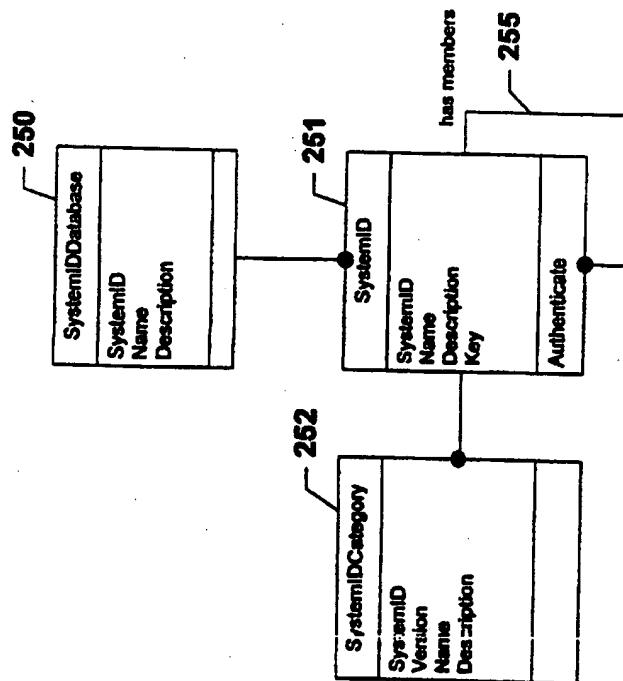 SystemIDDatabase
SystemID
Name
Description
250
SystemID
SystemID
Name
Description
Key
Authenticate
251
has members
255
SystemIDCategory
SystemID
Version
Name
Description
252